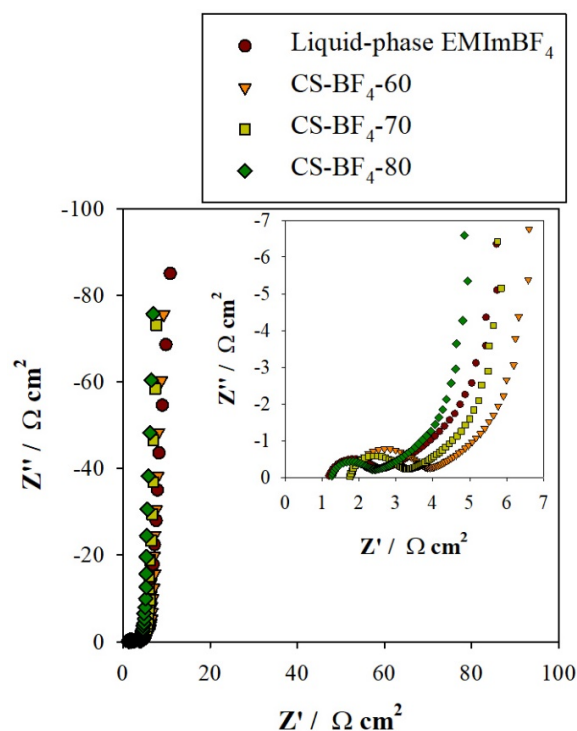 Liquid-phase EMImBF₄
CS-BF₄-60
CS-BF₄-70
CS-BF₄-80
-100
-80
-60
-40
-20
0
Z'' / Ω cm²
0 20 40 60 80 100
Z' / Ω cm²
-7
-6
-5
-4
-3
-2
-1
0
Z'' / Ω cm²
0 1 2 3 4 5 6 7
Z' / Ω cm²